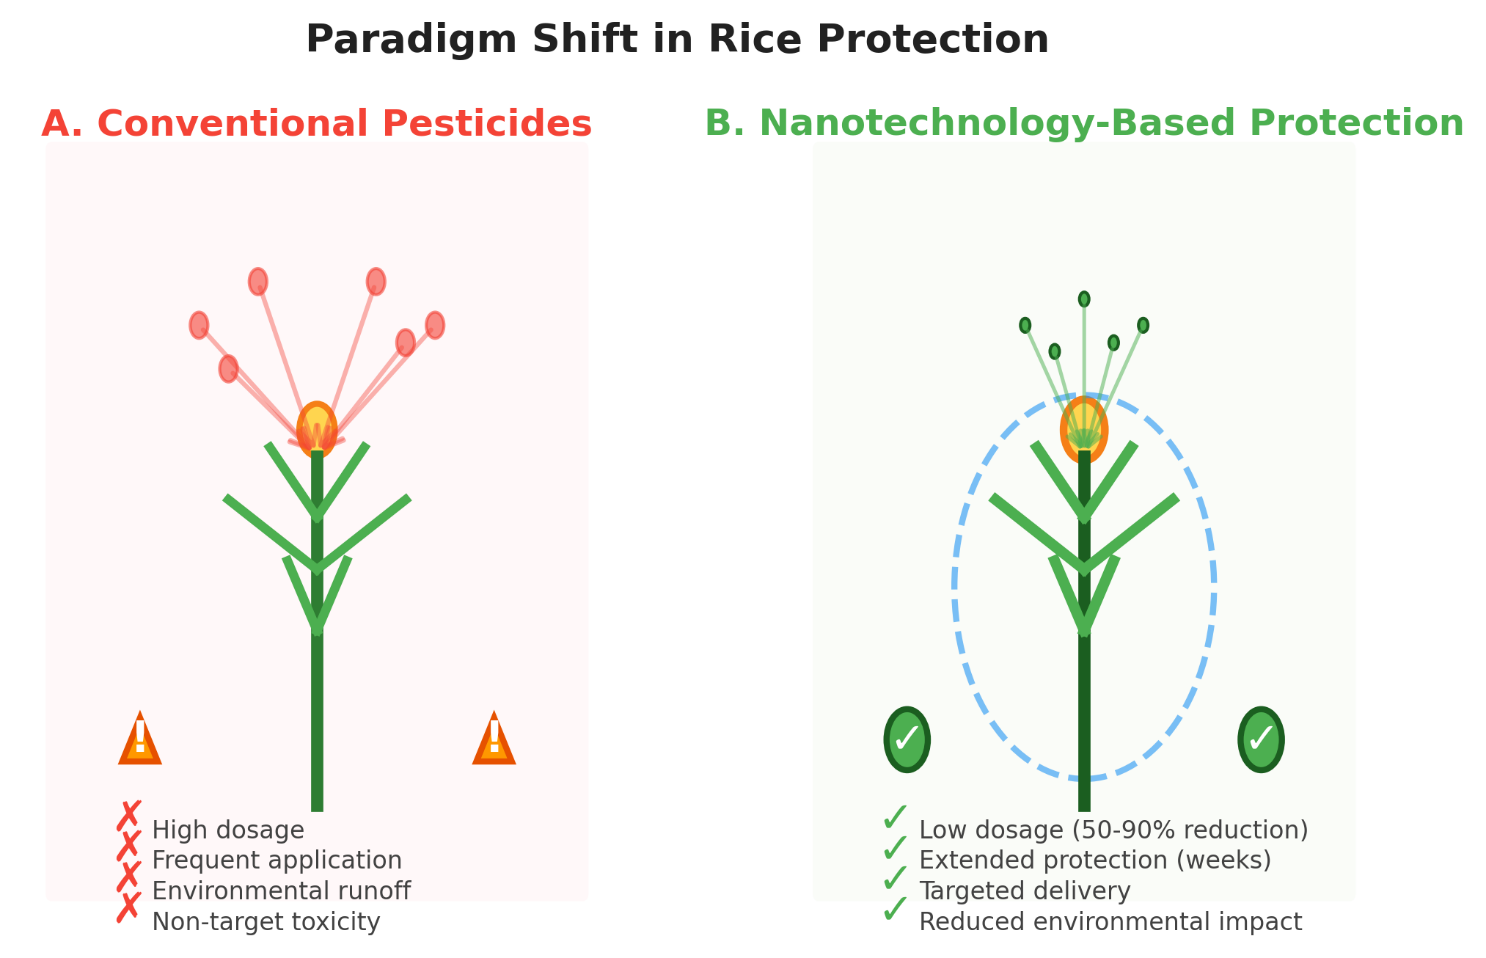 Paradigm Shift in Rice Protection
A. Conventional Pesticides
!
!
✗ High dosage
✗ Frequent application
✗ Environmental runoff
✗ Non-target toxicity
B. Nanotechnology-Based Protection
✓
✓
✓ Low dosage (50-90% reduction)
✓ Extended protection (weeks)
✓ Targeted delivery
✓ Reduced environmental impact